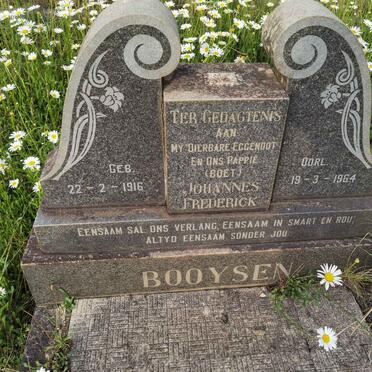 TER GEDAGTENIS
AAN
MY DIERBARE EGGENOOT
EN ONS PAPPIE
(BOET)
JOHANNES
FREDERICK
GEB.
22-2-1916
OORL.
19-3-1964
EENSAAM SAL ONS VERLANG, EENSAAM IN SMART EN ROU,
ALTYD EENSAAM SONDER JOU
BOOYSEN